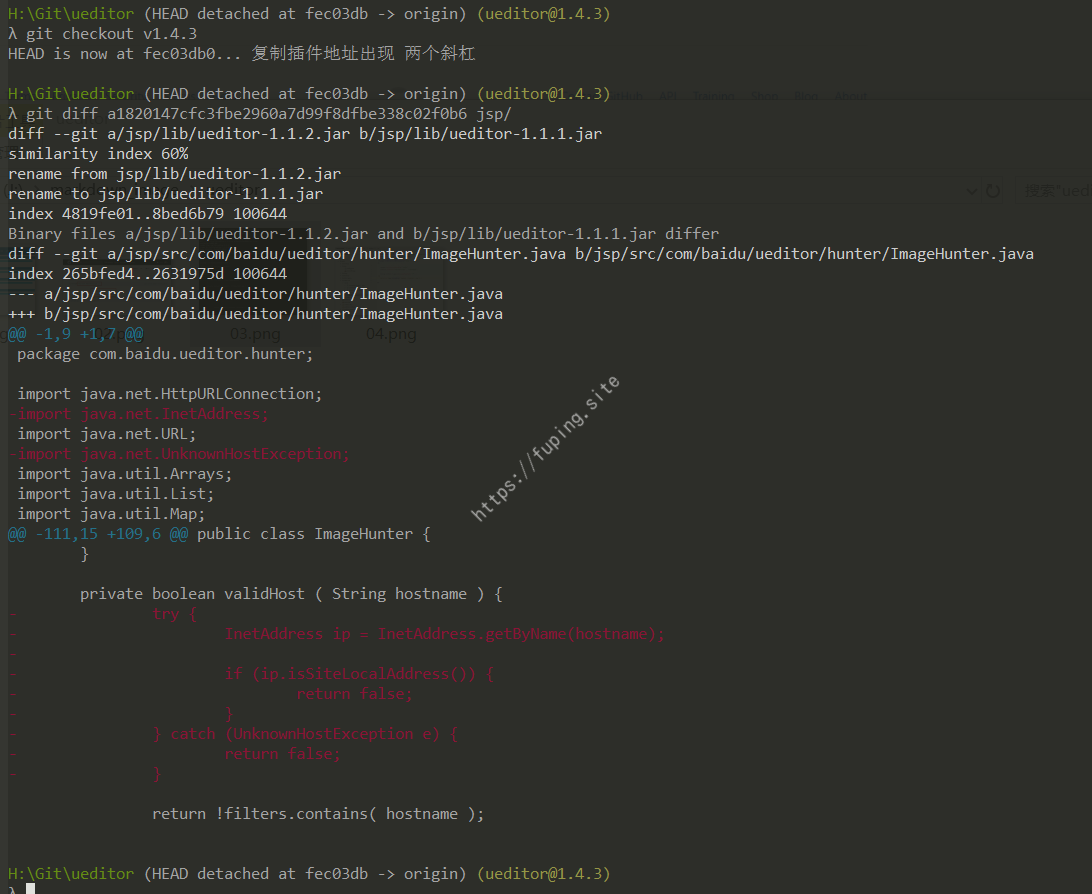 H:\Git\ueditor (HEAD detached at fec03db -> origin) (ueditor@1.4.3)
λ git checkout v1.4.3
HEAD is now at fec03db0... 复制插件地址出现 两个斜杠
H:\Git\ueditor (HEAD detached at fec03db -> origin) (ueditor@1.4.3)
λ git diff a1820147cfc3fbe2960a7d99f8dfbe338c02f0b6 jsp/
diff --git a/jsp/lib/ueditor-1.1.2.jar b/jsp/lib/ueditor-1.1.1.jar
similarity index 60%
rename from jsp/lib/ueditor-1.1.2.jar
rename to jsp/lib/ueditor-1.1.1.jar
index 4819fe01..8bed6b79 100644
Binary files a/jsp/lib/ueditor-1.1.2.jar and b/jsp/lib/ueditor-1.1.1.jar differ
搜索"uedi
diff --git a/jsp/src/com/baidu/ueditor/hunter/ImageHunter.java b/jsp/src/com/baidu/ueditor/hunter/ImageHunter.java
index 265bfed4..2631975d 100644
--- a/jsp/src/com/baidu/ueditor/hunter/ImageHunter.java
+++ b/jsp/src/com/baidu/ueditor/hunter/ImageHunter.java
@@ -1,9 +1,7 @@
03.png
04.png
package com.baidu.ueditor.hunter;
import java.net.HttpURLConnection;
-import java.net.InetAddress;
import java.net.URL;
-import java.net.UnknownHostException;
import java.util.Arrays;
import java.util.List;
import java.util.Map;
https://fuping.site
@@ -111,15 +109,6 @@ public class ImageHunter {
}
private boolean validHost ( String hostname ) {
- try {
- InetAddress ip = InetAddress.getByName(hostname);
-
- if (ip.isSiteLocalAddress()) {
- return false;
- }
- } catch (UnknownHostException e) {
- return false;
- }
return !filters.contains( hostname );
H:\Git\ueditor (HEAD detached at fec03db -> origin) (ueditor@1.4.3)
λ